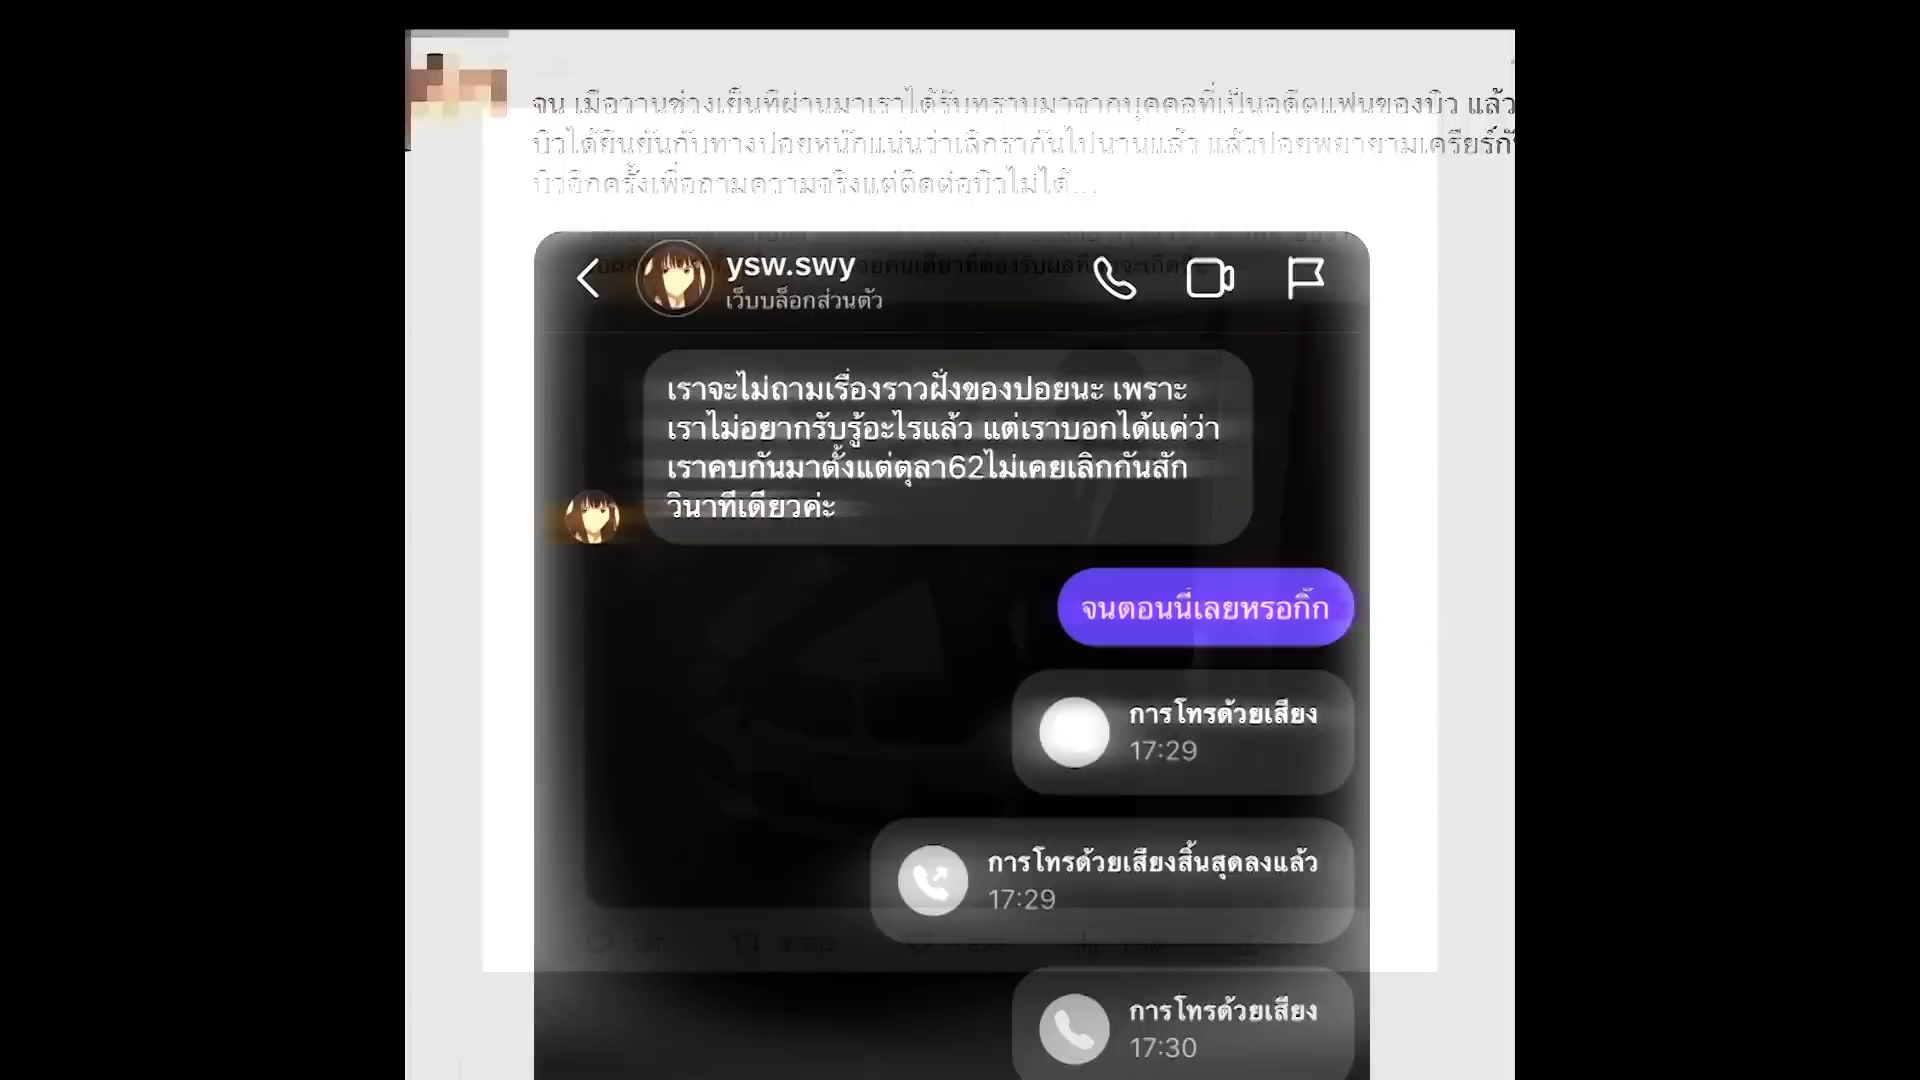 จน เมื่อวานช่วงเย็นที่ผ่านมาเราได้รับทราบมาจากบุคคลที่เป็นอดีตแฟนของบิว แล้ว
บิวได้ยืนยันกับทางปอยหนักแน่นว่าเลิกรากันไปนานแล้ว แล้วปอยพยายามเคลียร์กับ
บิวอีกครั้งเพื่อถามความจริงแต่ติดต่อบิวไม่ได้...
ysw.swy
เว็บบล็อกส่วนตัว
เราจะไม่ถามเรื่องราวฝั่งของปอยนะ เพราะ
เราไม่อยากรับรู้อะไรแล้ว แต่เราบอกได้แค่ว่า
เราคบกันมาตั้งแต่ตุลา62ไม่เคยเลิกกันสัก
วินาทีเดียวค่ะ
จนตอนนี้เลยหรอกิ๊ก
การโทรด้วยเสียง
17:29
การโทรด้วยเสียงสิ้นสุดลงแล้ว
17:29
การโทรด้วยเสียง
17:30